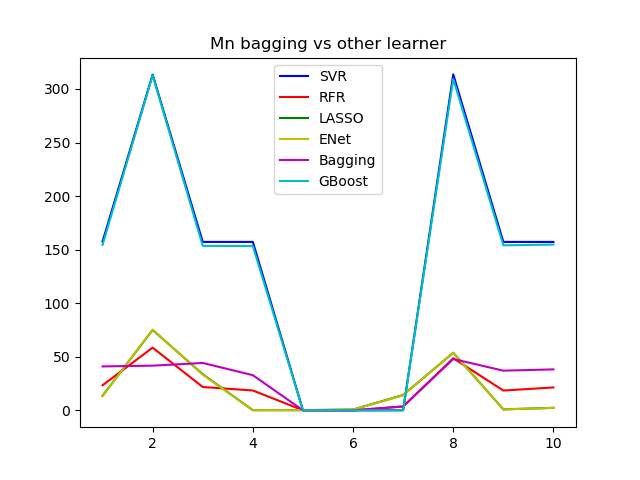 Mn bagging vs other learner
SVR
RFR
LASSO
ENet
Bagging
GBoost
300
250
200
150
100
50
0
2 4 6 8 10